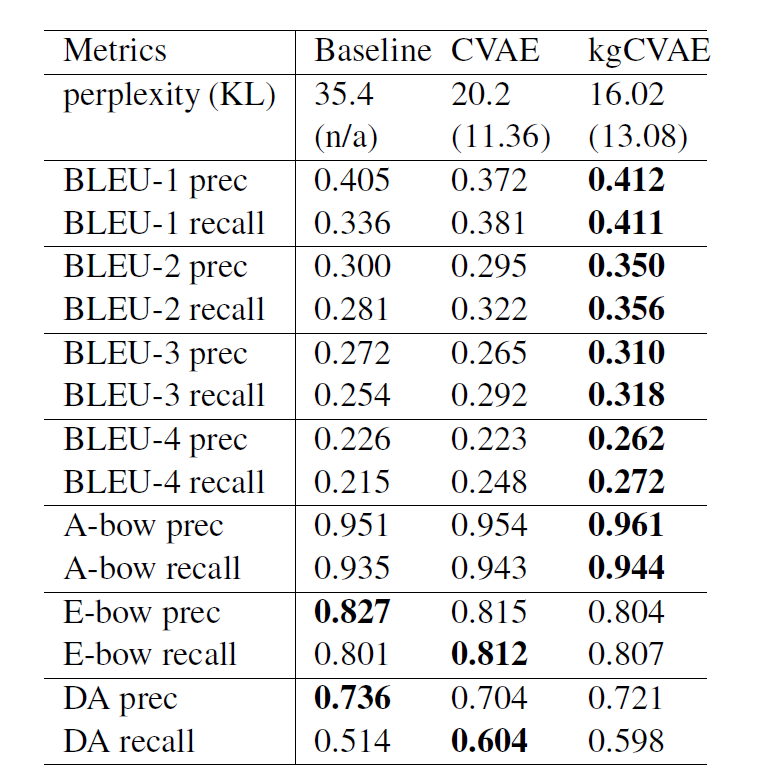 Metrics Baseline CVAE kgCVAE
perplexity (KL) 35.4 20.2 16.02
(n/a) (11.36) (13.08)
BLEU-1 prec 0.405 0.372 0.412
BLEU-1 recall 0.336 0.381 0.411
BLEU-2 prec 0.300 0.295 0.350
BLEU-2 recall 0.281 0.322 0.356
BLEU-3 prec 0.272 0.265 0.310
BLEU-3 recall 0.254 0.292 0.318
BLEU-4 prec 0.226 0.223 0.262
BLEU-4 recall 0.215 0.248 0.272
A-bow prec 0.951 0.954 0.961
A-bow recall 0.935 0.943 0.944
E-bow prec 0.827 0.815 0.804
E-bow recall 0.801 0.812 0.807
DA prec 0.736 0.704 0.721
DA recall 0.514 0.604 0.598